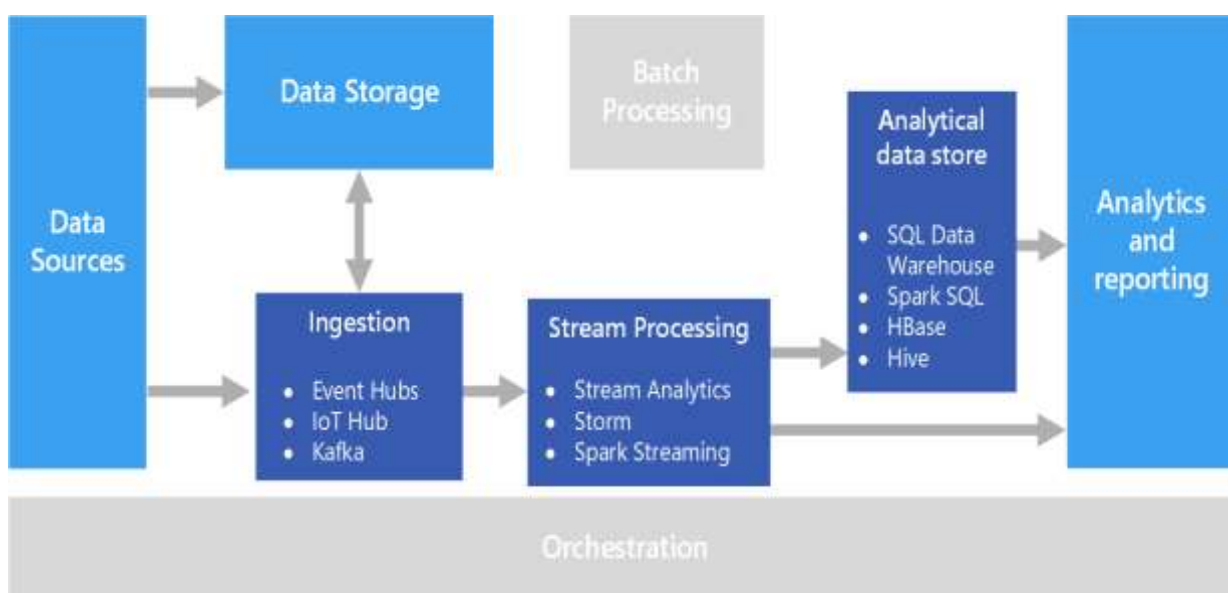 Data
Sources
Data Storage
Batch
Processing
Ingestion
• Event Hubs
• IoT Hub
• Kafka
Stream Processing
• Stream Analytics
• Storm
• Spark Streaming
Analytical
data store
• SQL Data
Warehouse
• Spark SQL
• HBase
• Hive
Analytics
and
reporting
Orchestration